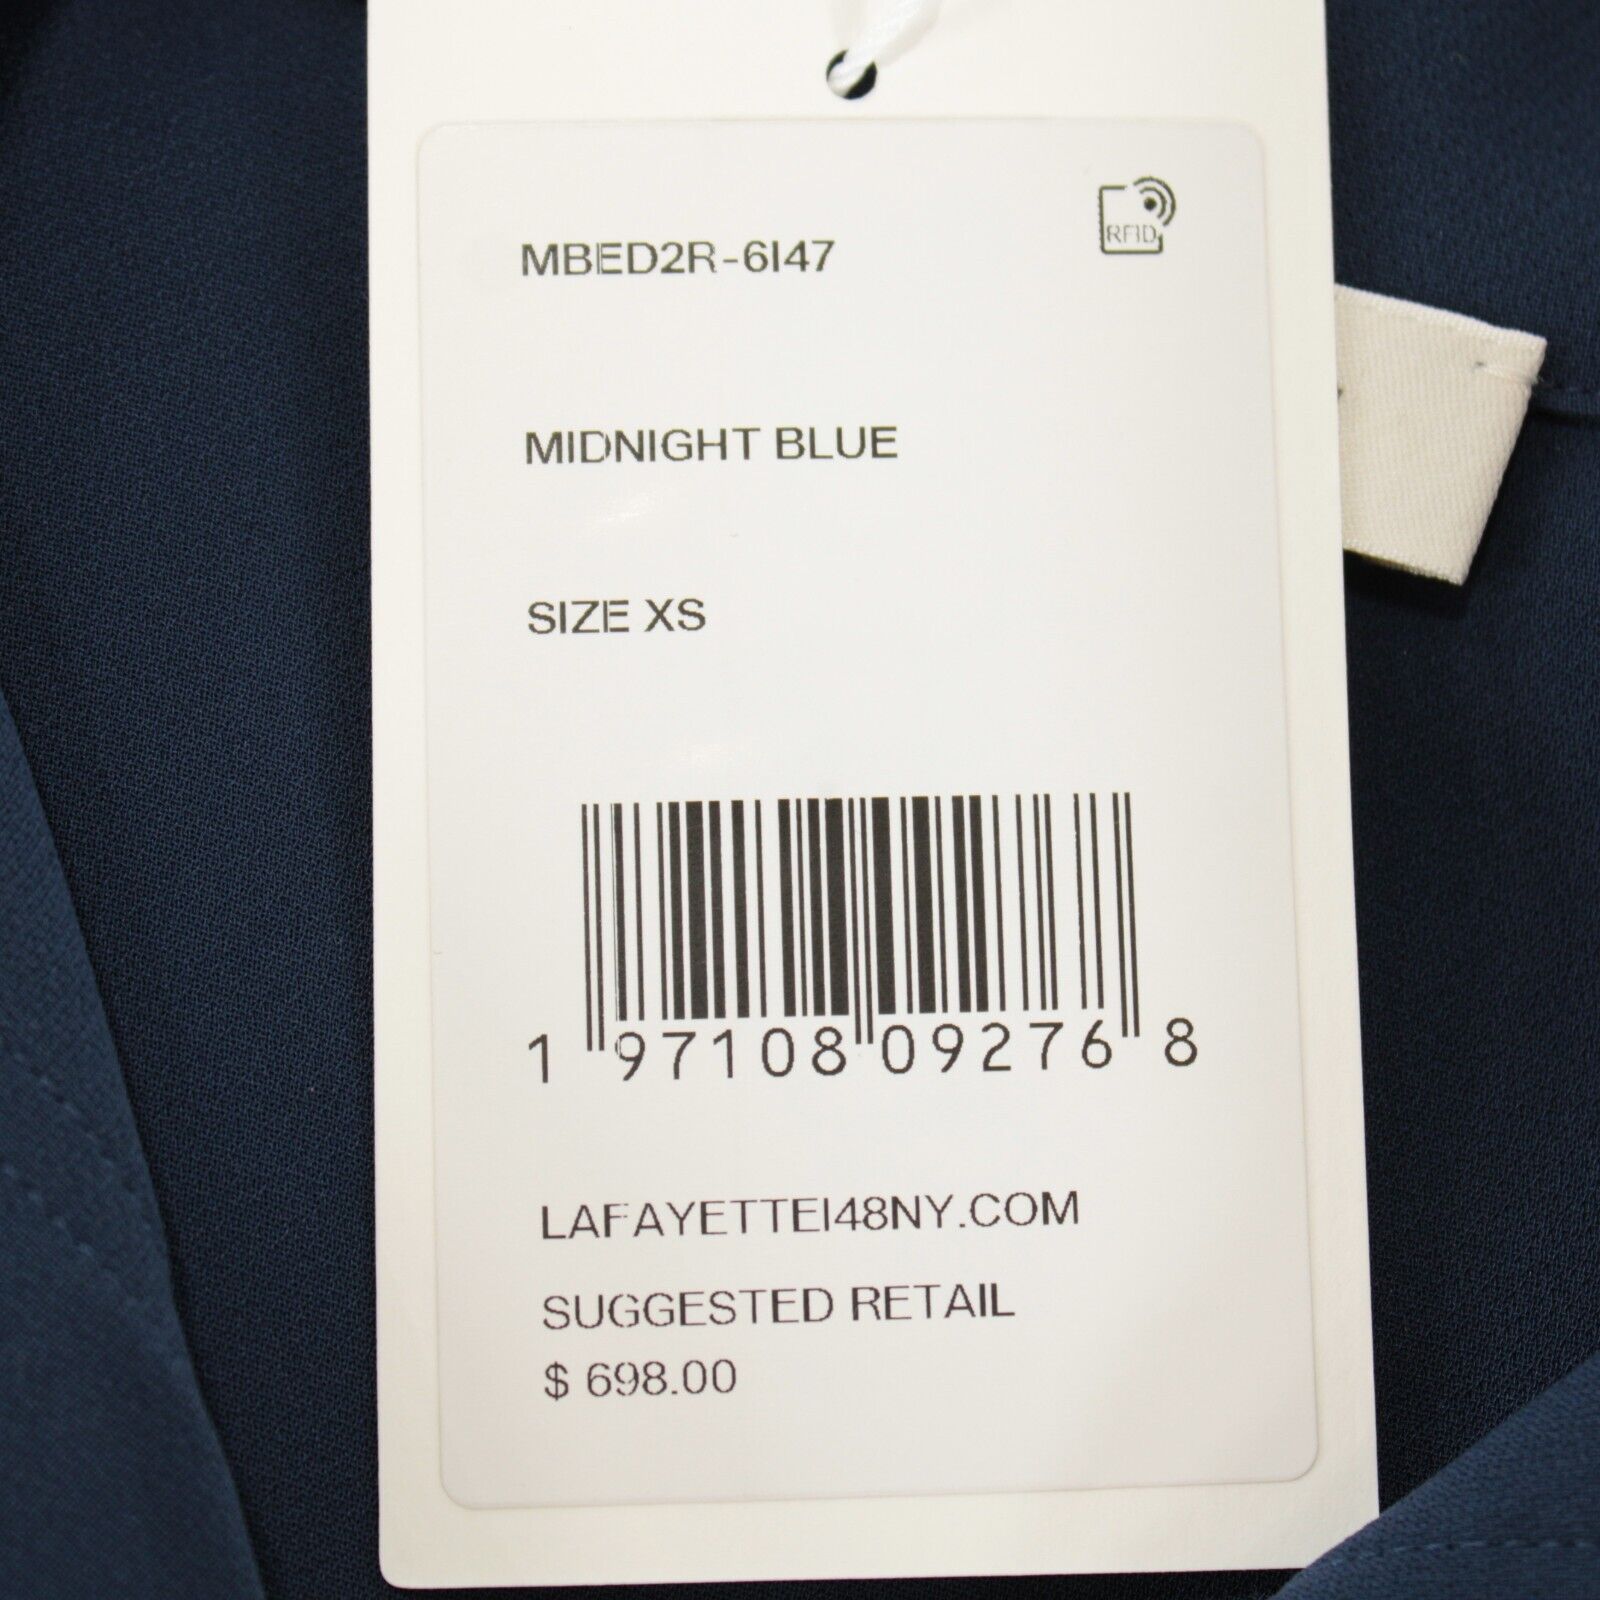 RFID
MBED2R-6I47
MIDNIGHT BLUE
SIZE XS
1 97108 09276 8
LAFAYETTEI48NY.COM
SUGGESTED RETAIL
$ 698.00